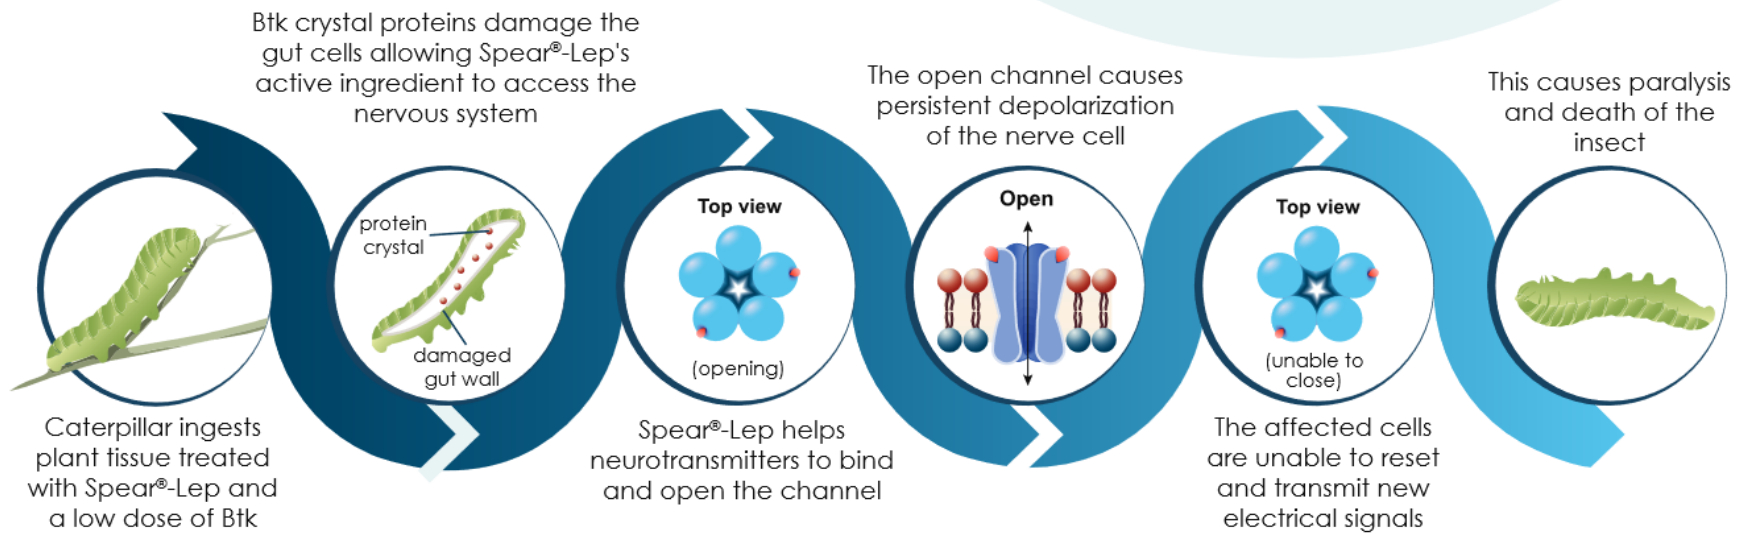 Caterpillar ingests
plant tissue treated
with Spear®-Lep and
a low dose of Btk
Btk crystal proteins damage the
gut cells allowing Spear®-Lep's
active ingredient to access the
nervous system
protein
crystal
damaged
gut wall
Top view
(opening)
Spear®-Lep helps
neurotransmitters to bind
and open the channel
The open channel causes
persistent depolarization
of the nerve cell
Open
Top view
(unable to
close)
The affected cells
are unable to reset
and transmit new
electrical signals
This causes paralysis
and death of the
insect